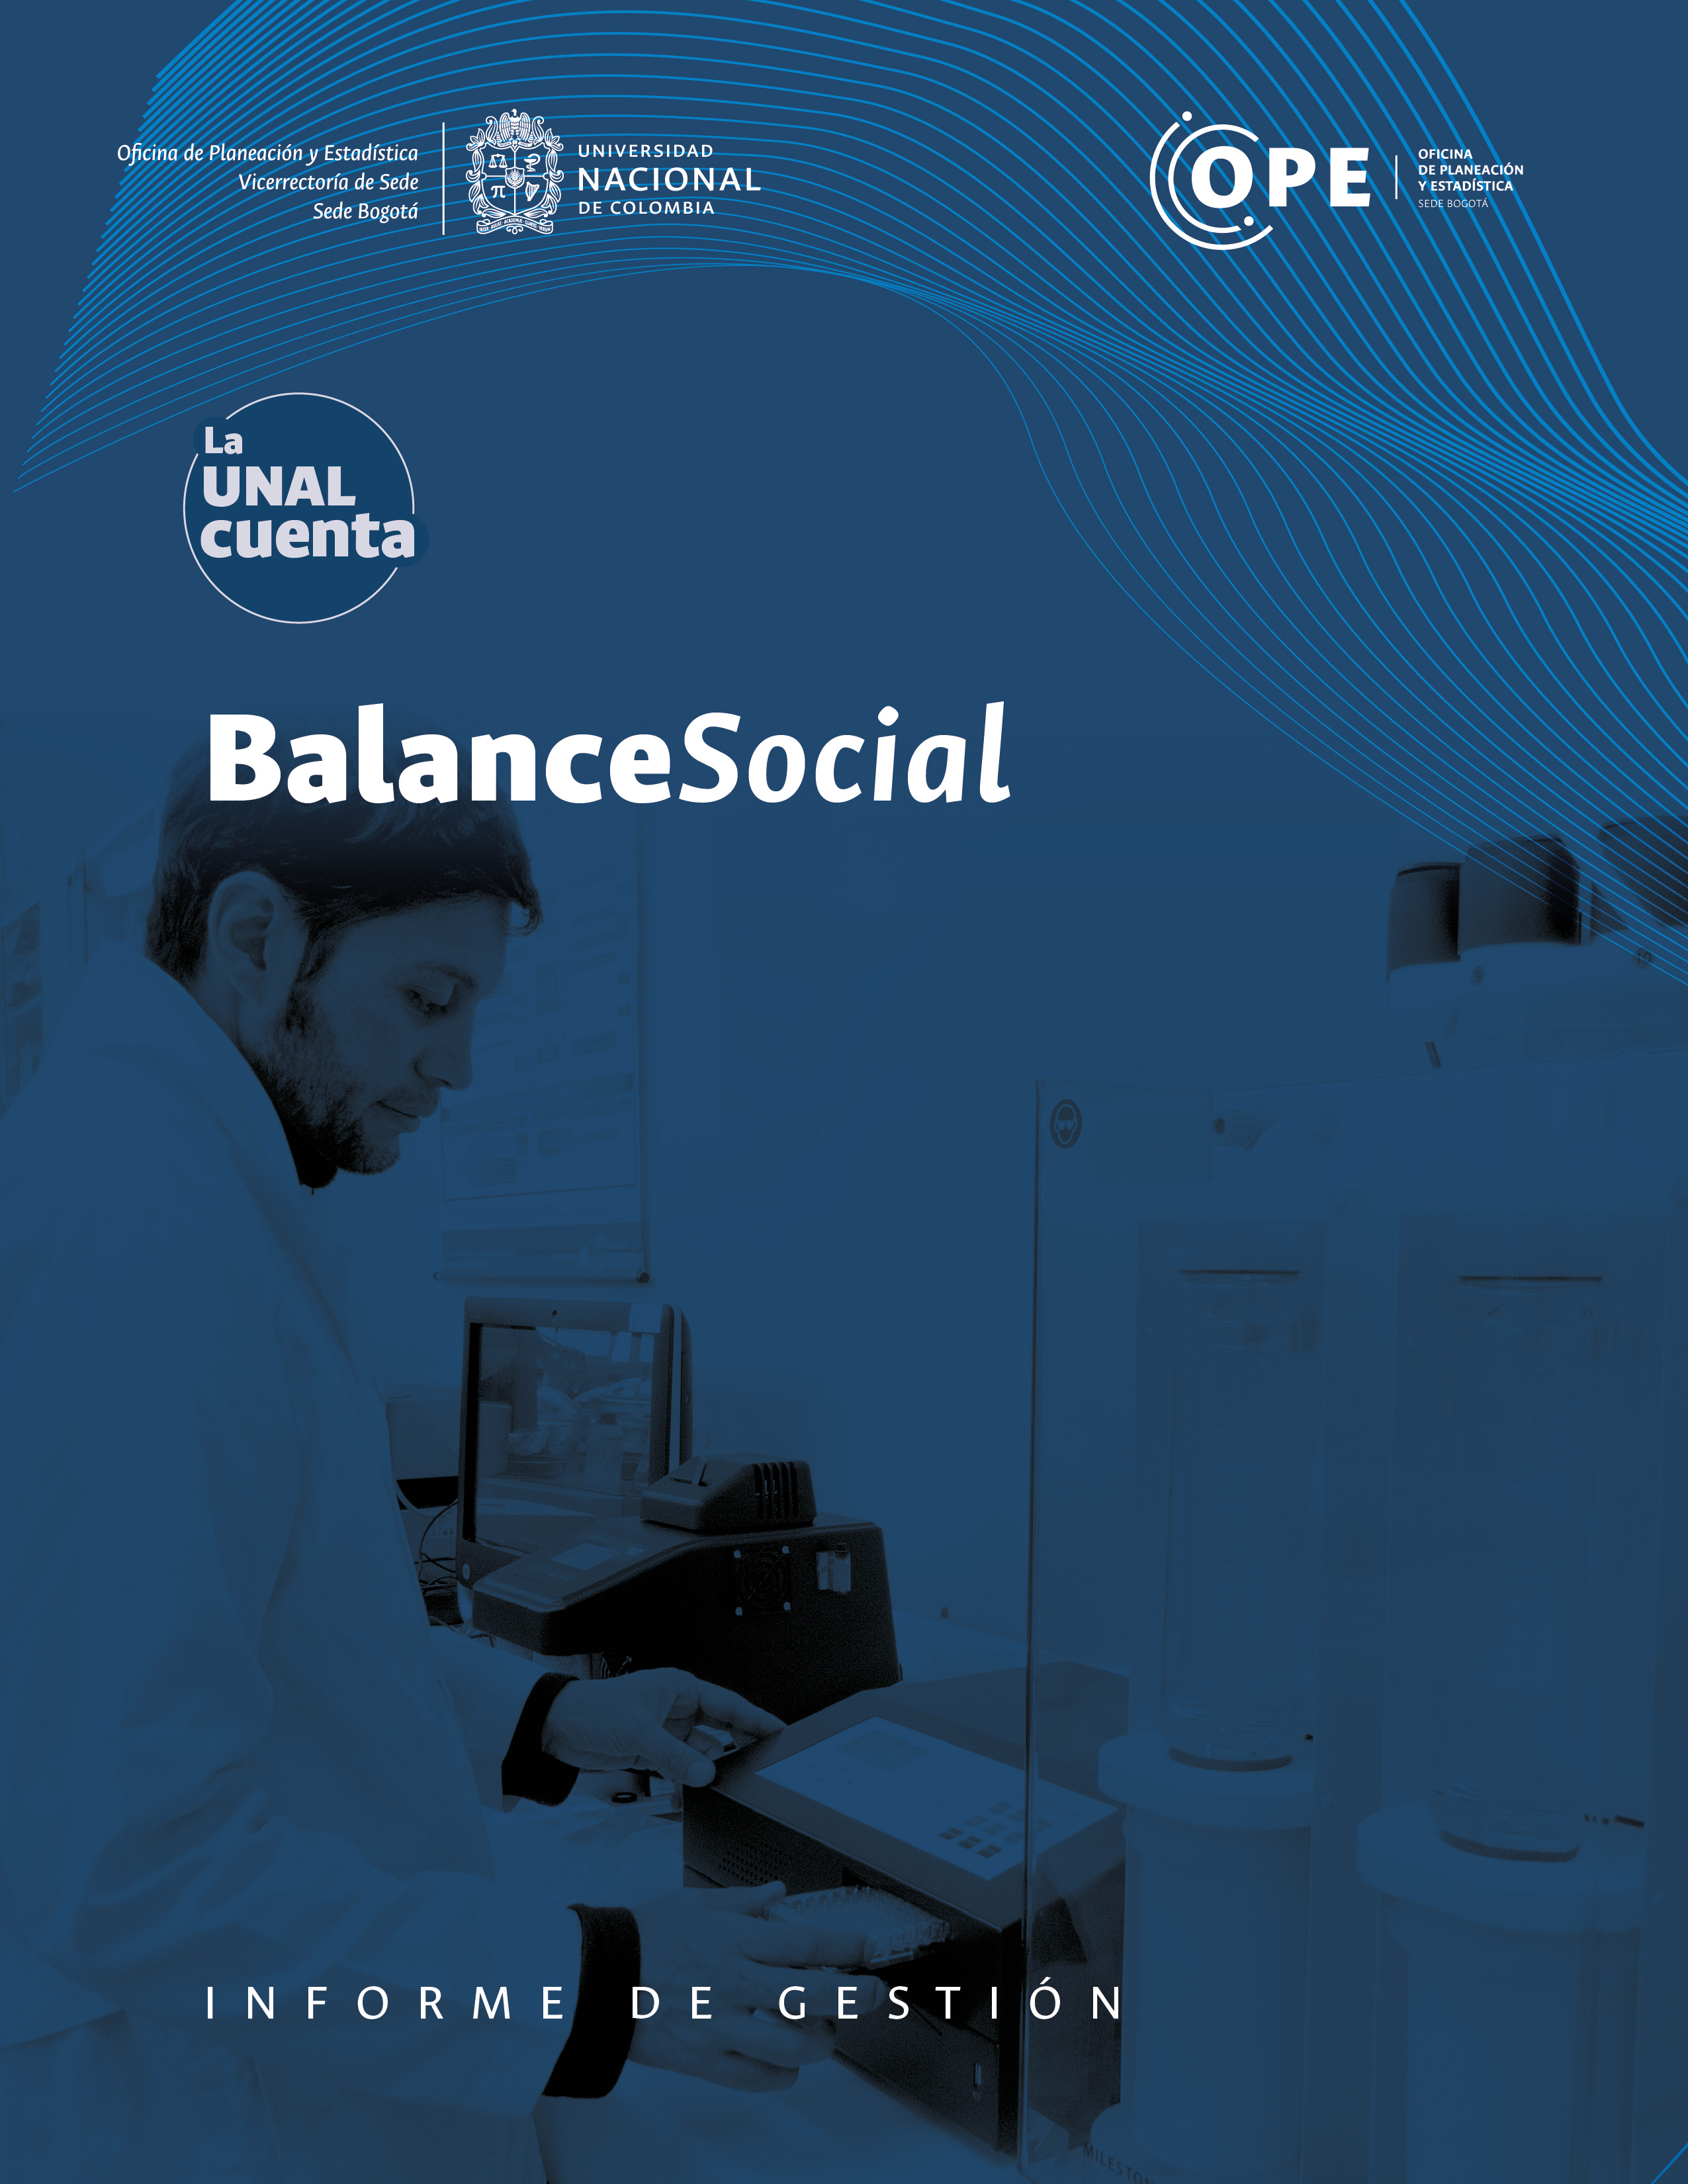 Oficina de Planeación y Estadística
Vicerrectoría de Sede
Sede Bogotá
UNIVERSIDAD
NACIONAL
DE COLOMBIA
OPE
OFICINA
DE PLANEACIÓN
Y ESTADÍSTICA
SEDE BOGOTÁ
La
UNAL
cuenta
BalanceSocial
INFORME DE GESTIÓN